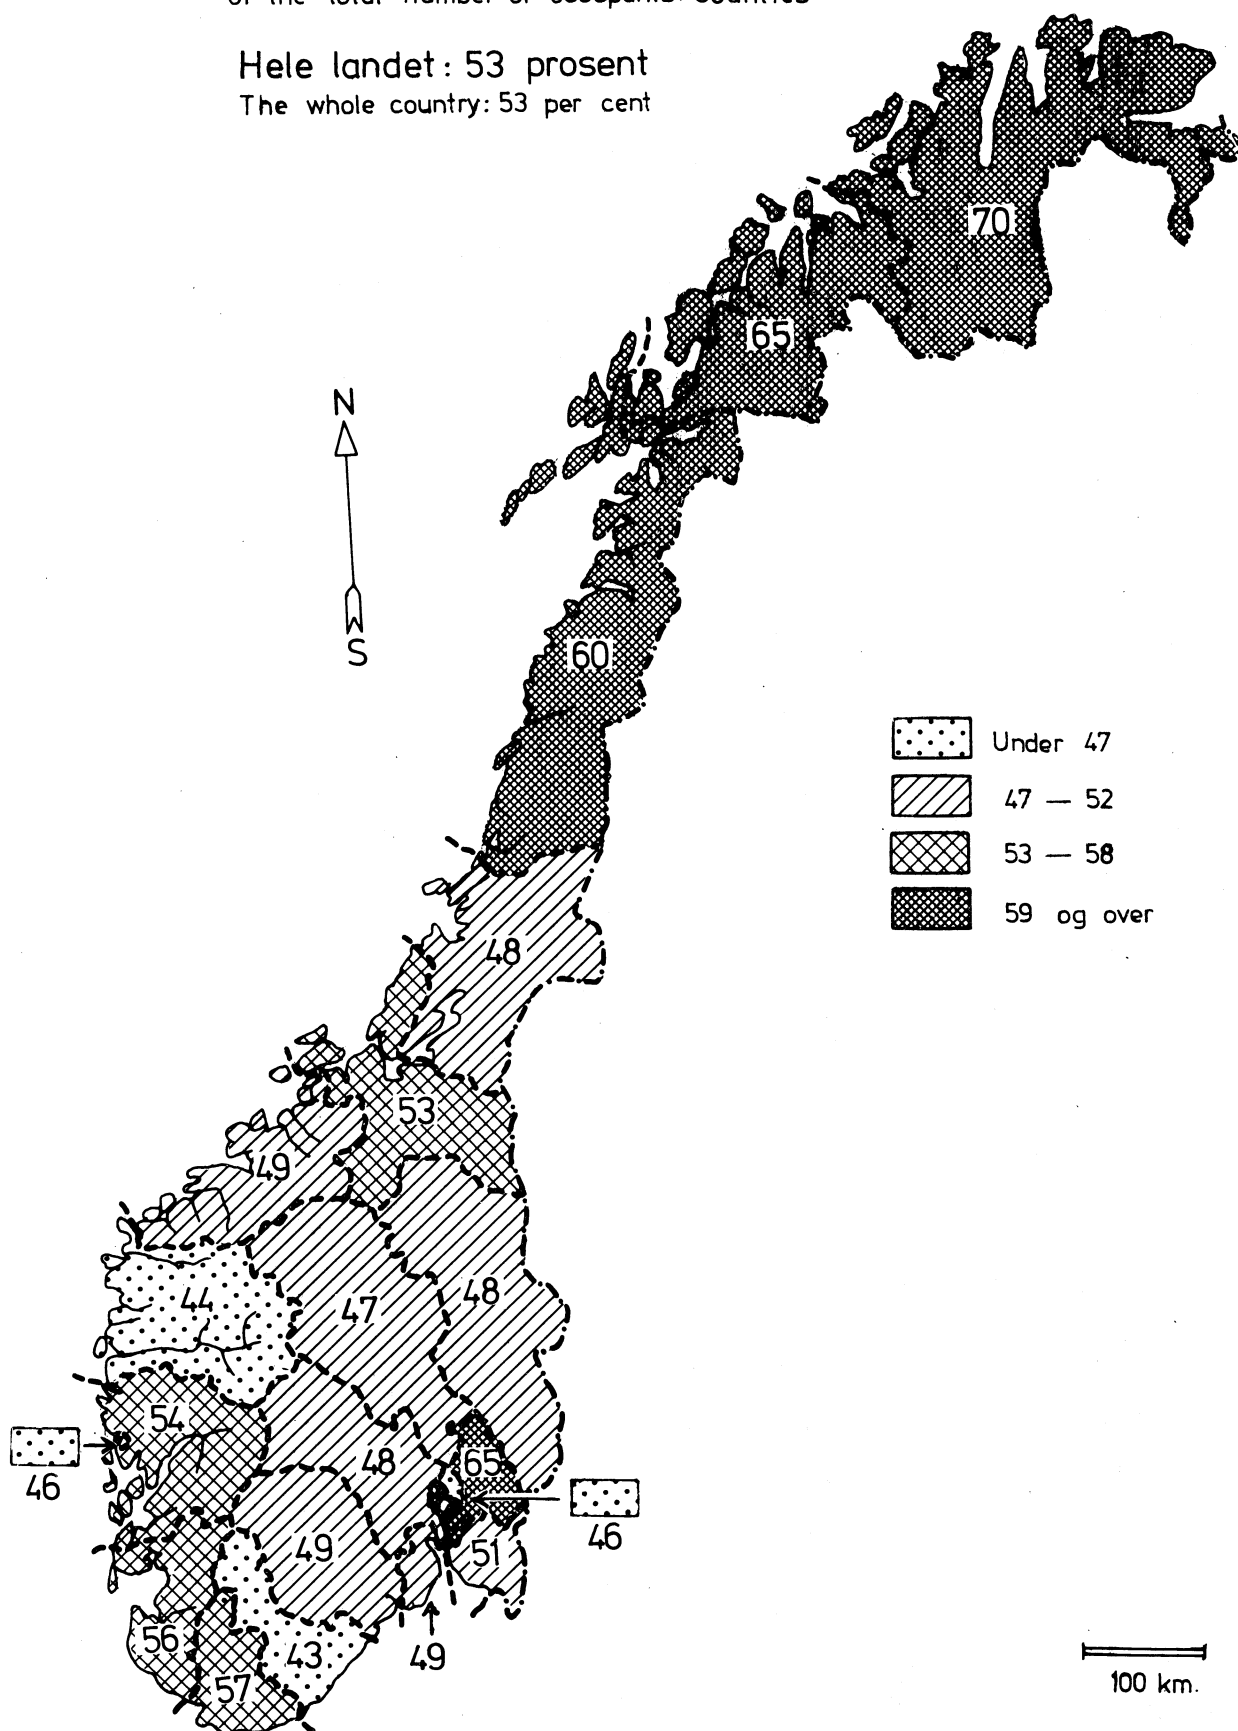 Hele landet: 53 prosent
The whole country: 53 per cent
70
65
N
S
60
Under 47
47 — 52
53 — 58
59 og over
48
53
49
44
47
48
54
46
48
65
46
49
51
56
43
49
57
100 km.